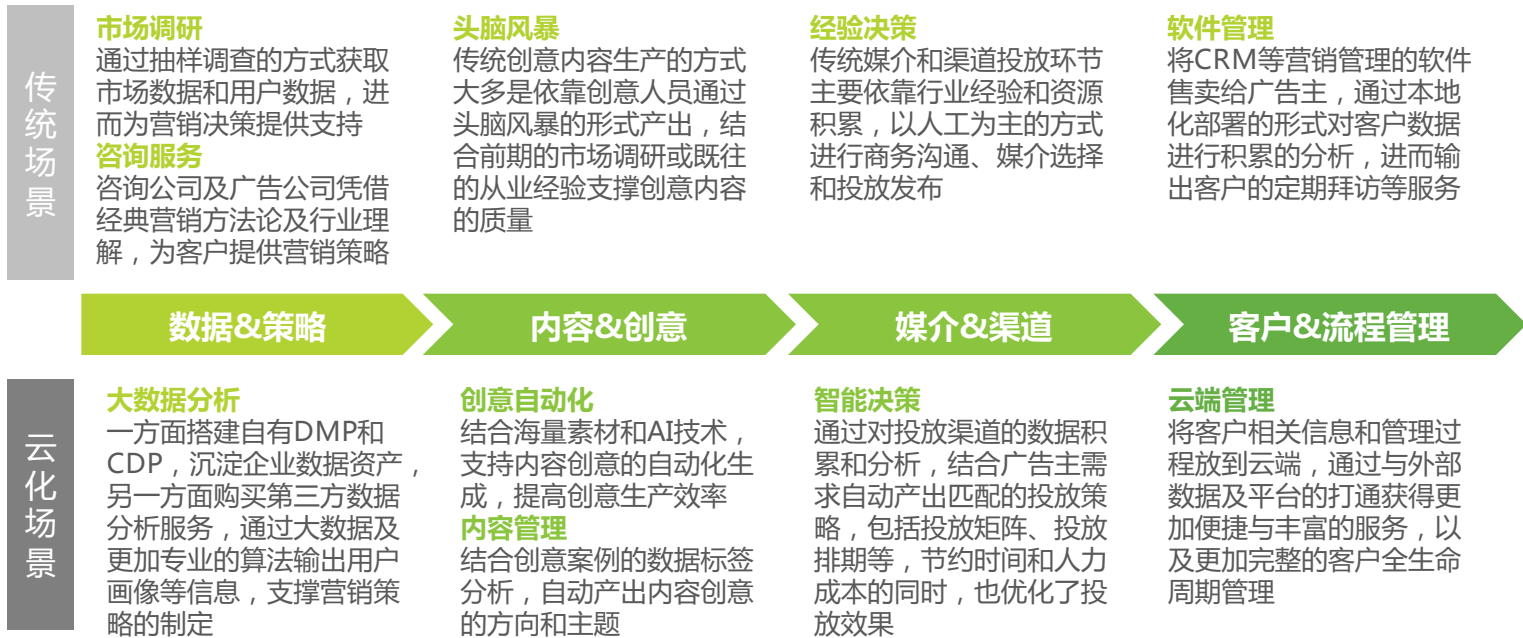 传统场景
市场调研
通过抽样调查的方式获取
市场数据和用户数据，进
而为营销决策提供支持
咨询服务
咨询公司及广告公司凭借
经典营销方法论及行业理
解，为客户提供营销策略
头脑风暴
传统创意内容生产的方式
大多是依靠创意人员通过
头脑风暴的形式产出，结
合前期的市场调研或既往
的从业经验支撑创意内容
的质量
经验决策
传统媒介和渠道投放环节
主要依靠行业经验和资源
积累，以人工为主的方式
进行商务沟通、媒介选择
和投放发布
软件管理
将CRM等营销管理的软件
售卖给广告主，通过本地
化部署的形式对客户数据
进行积累的分析，进而输
出客户的定期拜访等服务
数据&策略
内容&创意
媒介&渠道
客户&流程管理
云化场景
大数据分析
一方面搭建自有DMP和
CDP，沉淀企业数据资产，
另一方面购买第三方数据
分析服务，通过大数据及
更加专业的算法输出用户
画像等信息，支撑营销策
略的制定
创意自动化
结合海量素材和AI技术，
支持内容创意的自动化生
成，提高创意生产效率
内容管理
结合创意案例的数据标签
分析，自动产出内容创意
的方向和主题
智能决策
通过对投放渠道的数据积
累和分析，结合广告主需
求自动产出匹配的投放策
略，包括投放矩阵、投放
排期等，节约时间和人力
成本的同时，也优化了投
放效果
云端管理
将客户相关信息和管理过
程放到云端，通过与外部
数据及平台的打通获得更
加便捷与丰富的服务，以
及更加完整的客户全生命
周期管理